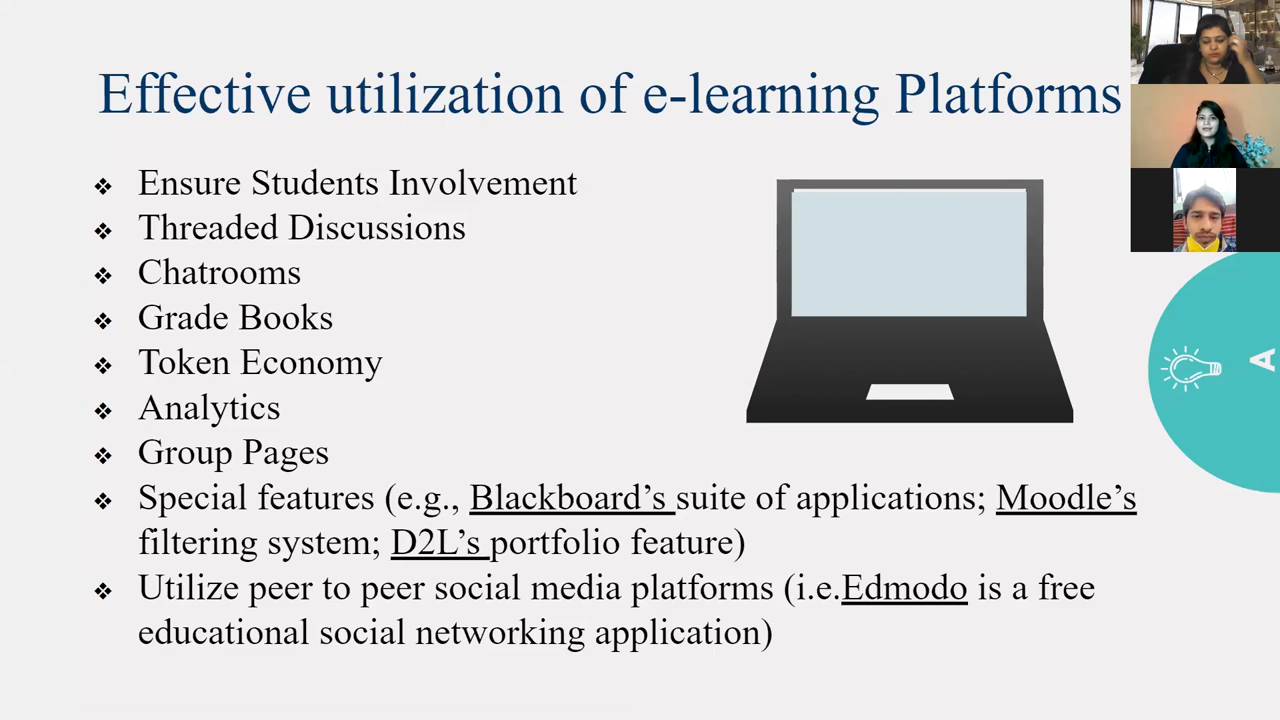 Effective utilization of e-learning Platforms
❖ Ensure Students Involvement
❖ Threaded Discussions
❖ Chatrooms
❖ Grade Books
❖ Token Economy
❖ Analytics
❖ Group Pages
❖ Special features (e.g., Blackboard’s suite of applications; Moodle’s
filtering system; D2L’s portfolio feature)
❖ Utilize peer to peer social media platforms (i.e.Edmodo is a free
educational social networking application)
A